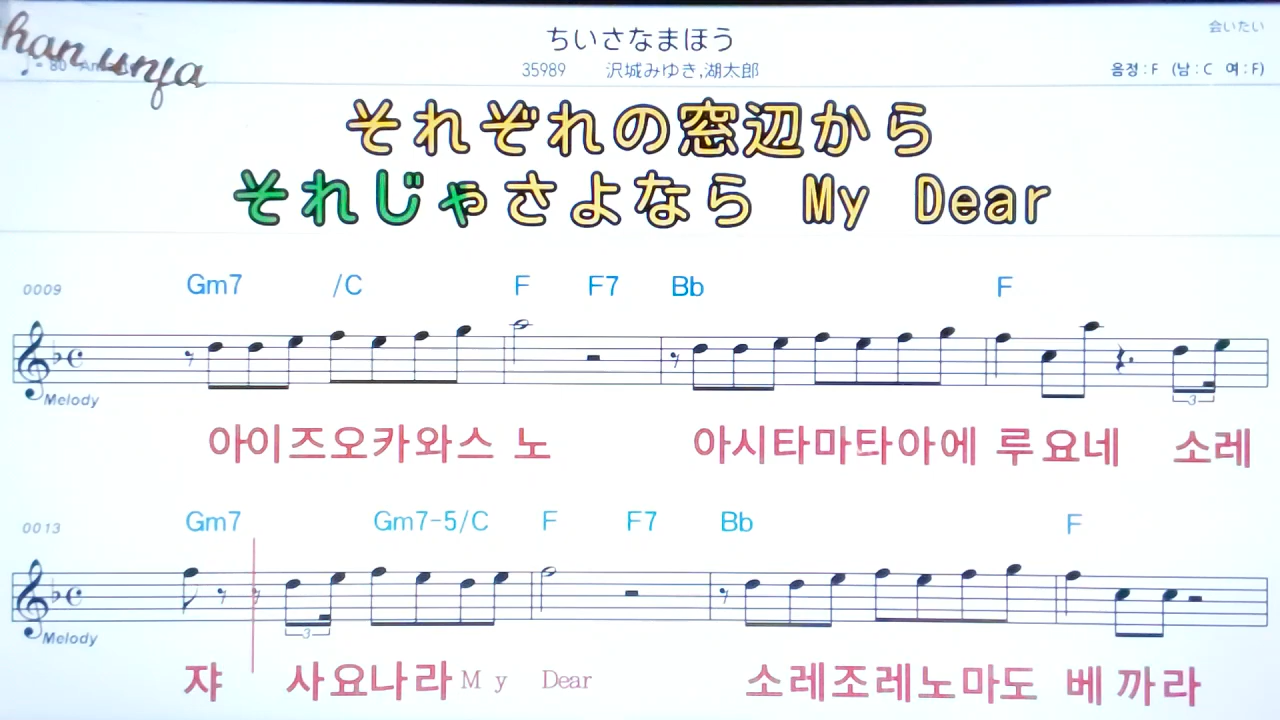 han unja
会いたい
ちいさなまほう
♩= 80
35989 沢城みゆき,湖太郎
음정 : F (남 : C 여 : F)
それぞれの窓辺から
それじゃさよなら My Dear
0009
Gm7 /C F F7 Bb F
Melody
3
아이즈오카와스 노 아시타마타아에 루요네 소레
0013
Gm7 Gm7-5/C F F7 Bb F
Melody
3
쟈 사요나라 My Dear 소레조레노마도 베 까라